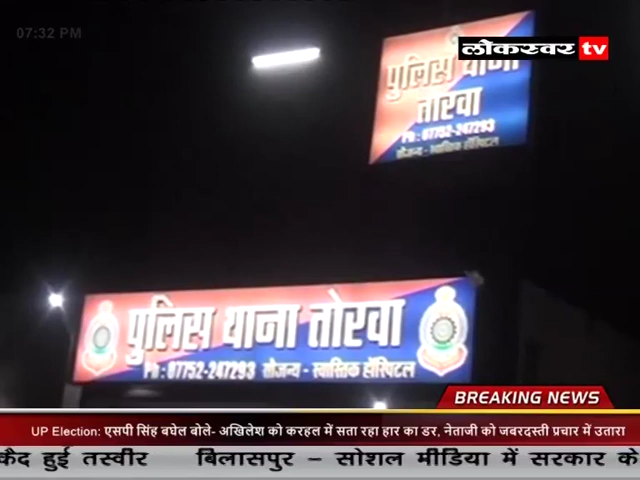 07:32 PM
लोकस्वर tv
पुलिस थाना
तोरवा
Ph : 07752-247293
सौजन्य - स्वास्तिक हॉस्पिटल
पुलिस थाना तोरवा
Ph : 07752-247293 सौजन्य - स्वास्तिक हॉस्पिटल
BREAKING NEWS
UP Election: एसपी सिंह बघेल बोले- अखिलेश को करहल में सता रहा हार का डर, नेताजी को जबरदस्ती प्रचार में उतारा
कैद हुई तस्वीर बिलासपुर – सोशल मीडिया में सरकार के